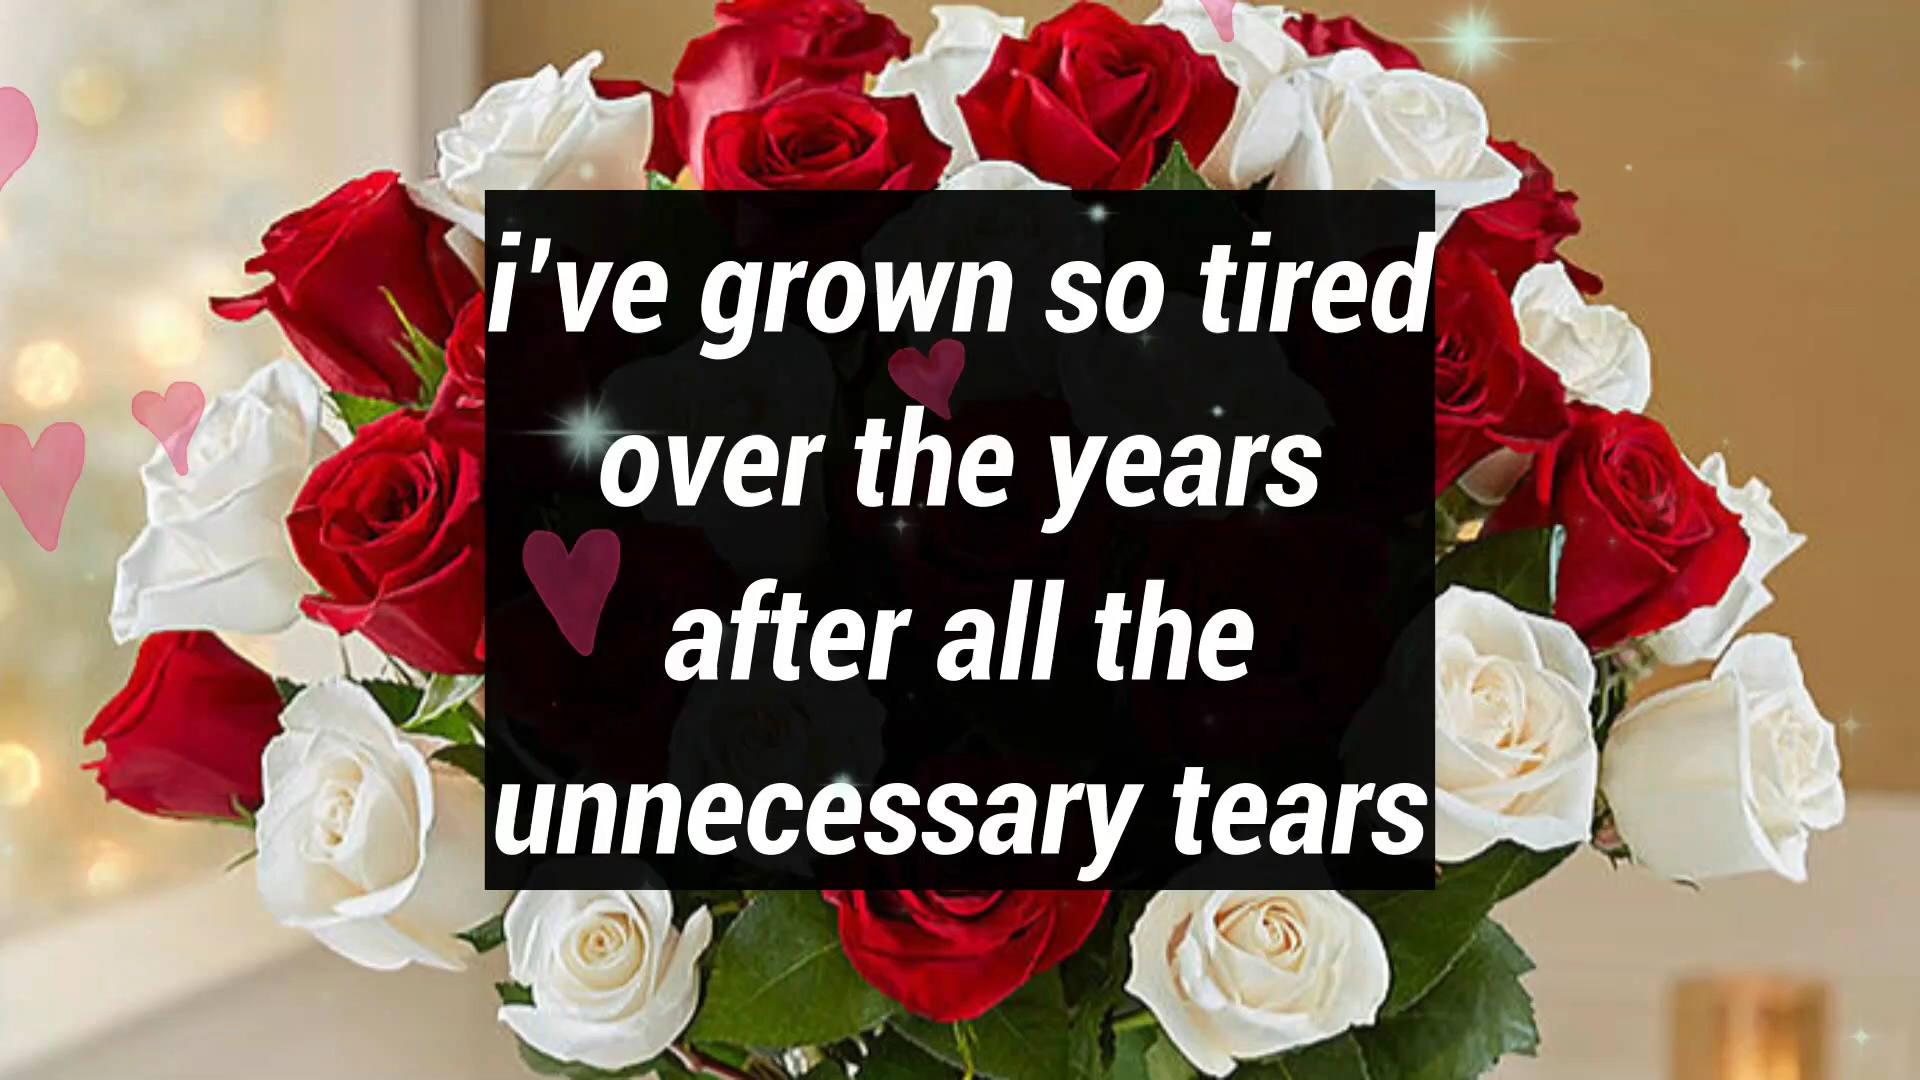 i've grown so tired
over the years
after all the
unnecessary tears